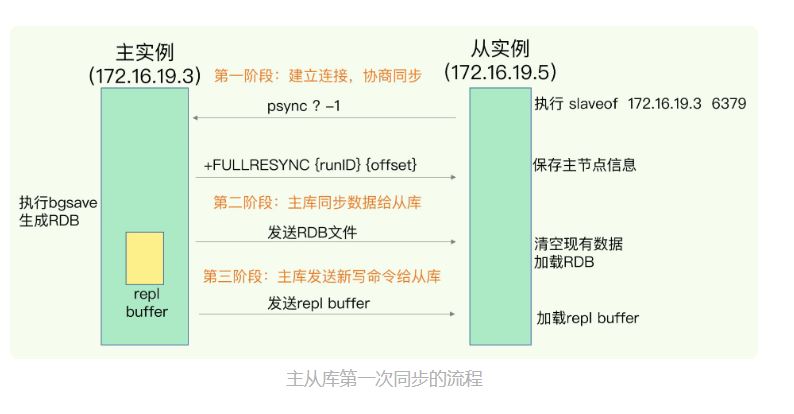 主实例
(172.16.19.3)
从实例
(172.16.19.5)
第一阶段：建立连接，协商同步
psync ? -1
执行 slaveof 172.16.19.3 6379
+FULLRESYNC {runID} {offset}
保存主节点信息
执行bgsave
生成RDB
第二阶段：主库同步数据给从库
发送RDB文件
清空现有数据
加载RDB
第三阶段：主库发送新写命令给从库
repl
buffer
发送repl buffer
加载repl buffer
主从库第一次同步的流程